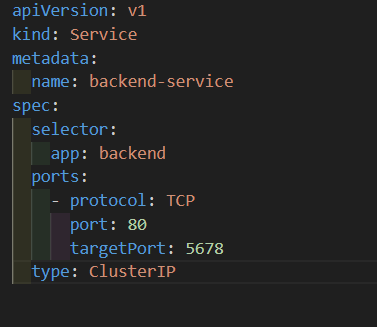 apiVersion: v1
kind: Service
metadata:
  name: backend-service
spec:
  selector:
    app: backend
  ports:
    - protocol: TCP
      port: 80
      targetPort: 5678
  type: ClusterIP